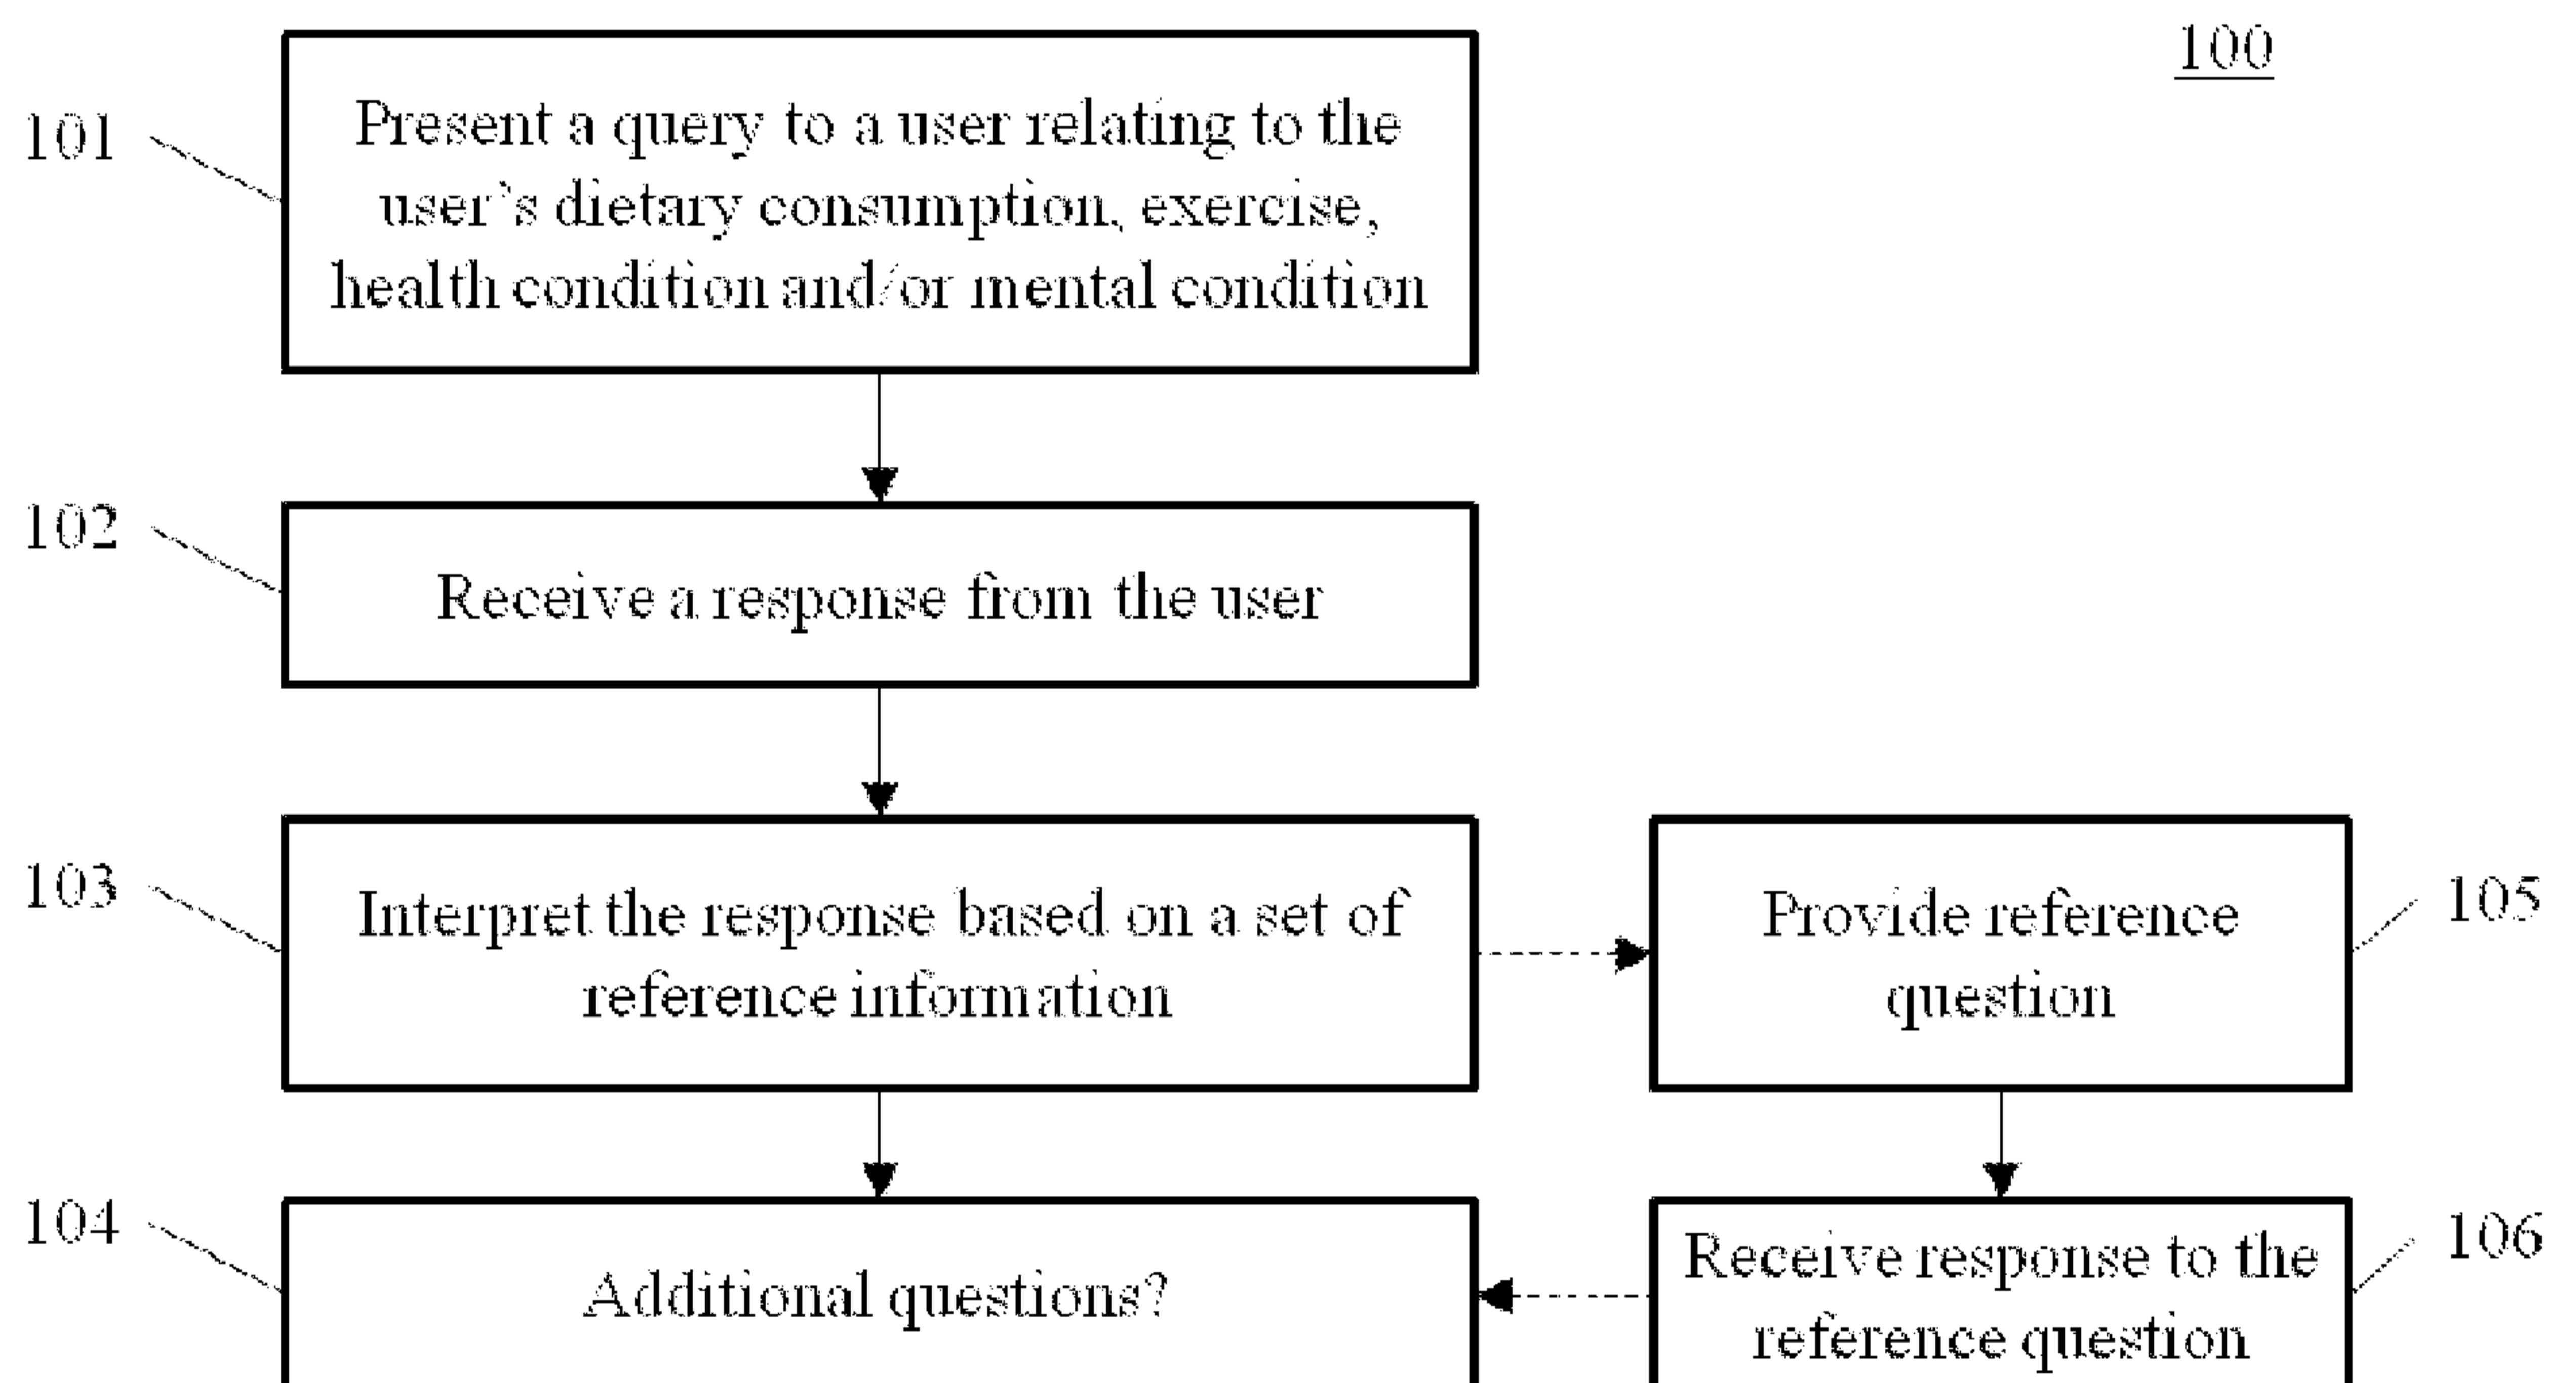 100
101
Present a query to a user relating to the
user's dietary consumption, exercise,
health condition and/or mental condition
102
Receive a response from the user
103
Interpret the response based on a set of
reference information
Provide reference
question
105
104
Additional questions?
Receive response to the
reference question
106